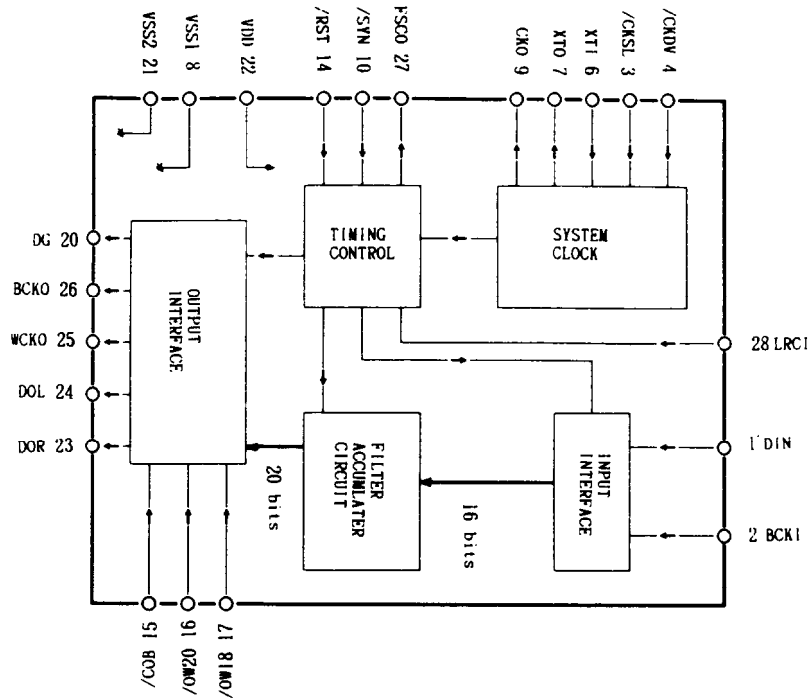 VSS2 21
VSS1 8
VDD 22
/RST 14
/SYN 10
FSCO 27
CKO 9
XTO 7
XTI 6
/CKSL 3
/CKDV 4
TIMING
CONTROL
SYSTEM
CLOCK
DG 20
BCKO 26
WCKO 25
DOL 24
DOR 23
OUTPUT
INTERFACE
28 LRCI
1 DIN
2 BCKI
FILTER
ACCUMLATER
CIRCUIT
INPUT
INTERFACE
20 bits
16 bits
/COB 15
/OW20 16
/OW18 17